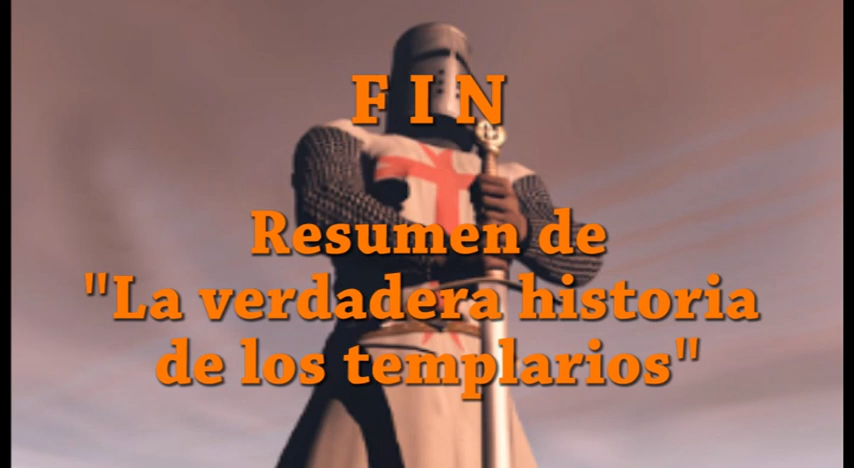 F I N
Resumen de
"La verdadera historia
de los templarios"